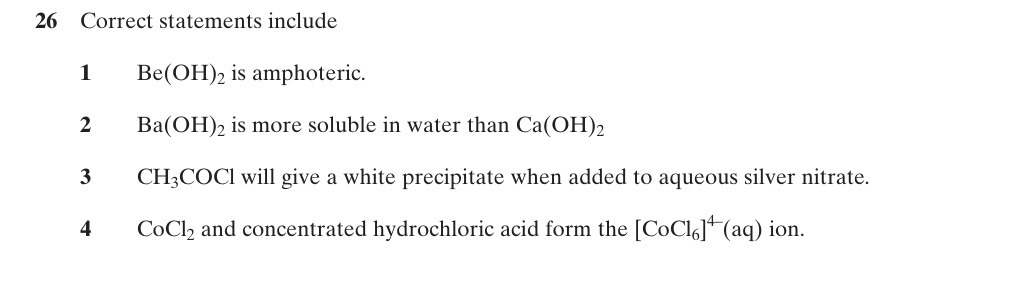 26 Correct statements include
1 Be(OH)₂ is amphoteric.
2 Ba(OH)₂ is more soluble in water than Ca(OH)₂
3 CH₃COCl will give a white precipitate when added to aqueous silver nitrate.
4 CoCl₂ and concentrated hydrochloric acid form the [CoCl₆]⁴⁻(aq) ion.